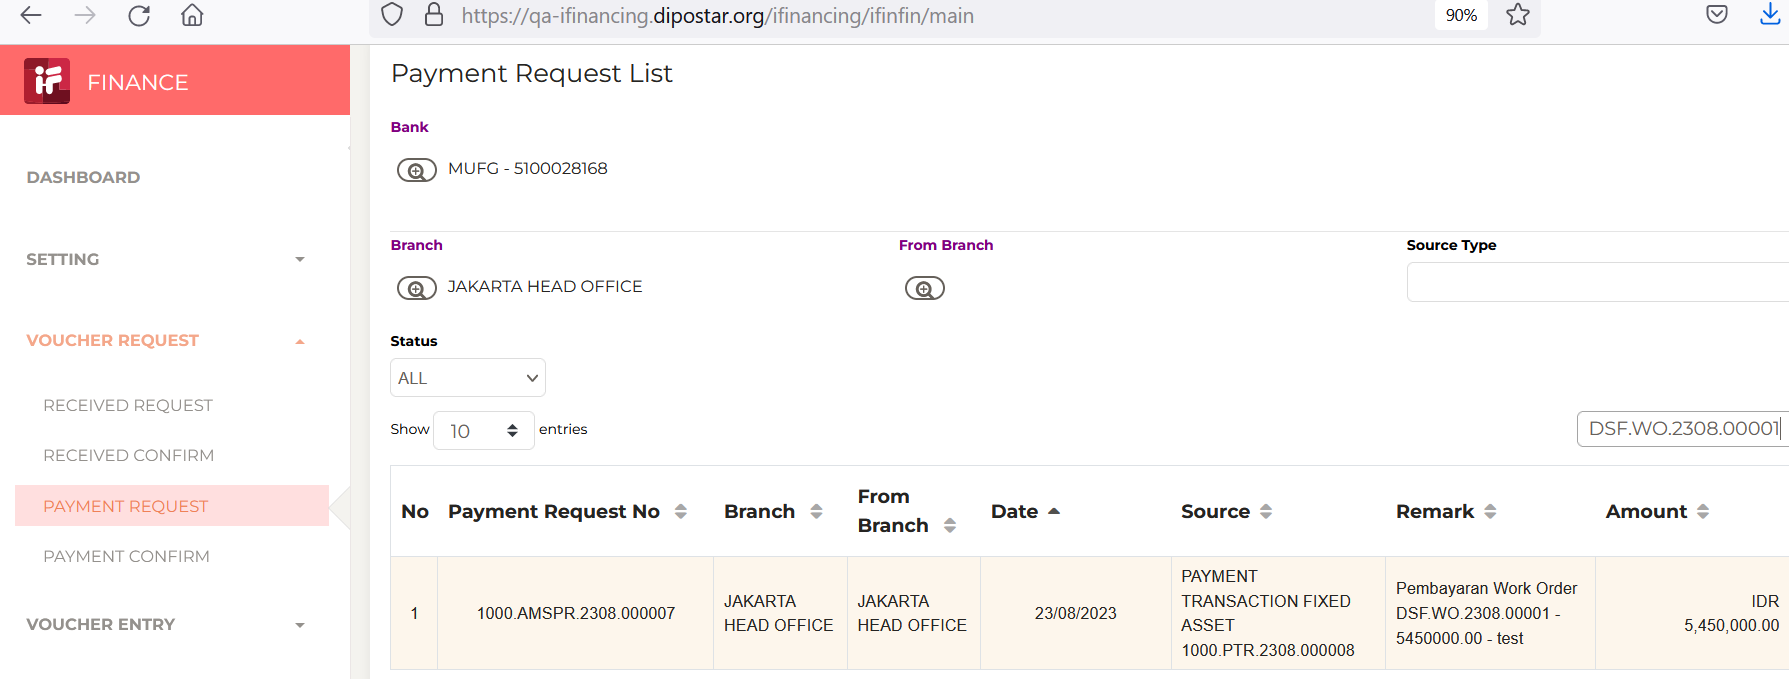 https://qa-ifinancing.dipostar.org/ifinancing/ifinfin/main
90%
iF
FINANCE
DASHBOARD
SETTING
VOUCHER REQUEST
RECEIVED REQUEST
RECEIVED CONFIRM
PAYMENT REQUEST
PAYMENT CONFIRM
VOUCHER ENTRY
Payment Request List
Bank
MUFG - 5100028168
Branch
JAKARTA HEAD OFFICE
From Branch
Source Type
Status
ALL
Show 10 entries
DSF.WO.2308.00001
No
Payment Request No
Branch
From
Branch
Date
Source
Remark
Amount
1
1000.AMSPR.2308.000007
JAKARTA
HEAD OFFICE
JAKARTA
HEAD OFFICE
23/08/2023
PAYMENT
TRANSACTION FIXED
ASSET
1000.PTR.2308.000008
Pembayaran Work Order
DSF.WO.2308.00001 -
5450000.00 - test
IDR
5,450,000.00